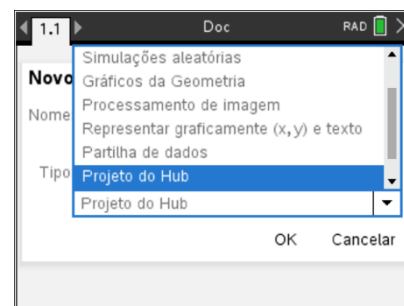 1.1 Doc RAD
Simulações aleatórias
Novo Gráficos da Geometria
Processamento de imagem
Nome
Representar graficamente (x,y) e texto
Partilha de dados
Tipo Projeto do Hub
Projeto do Hub
OK Cancelar